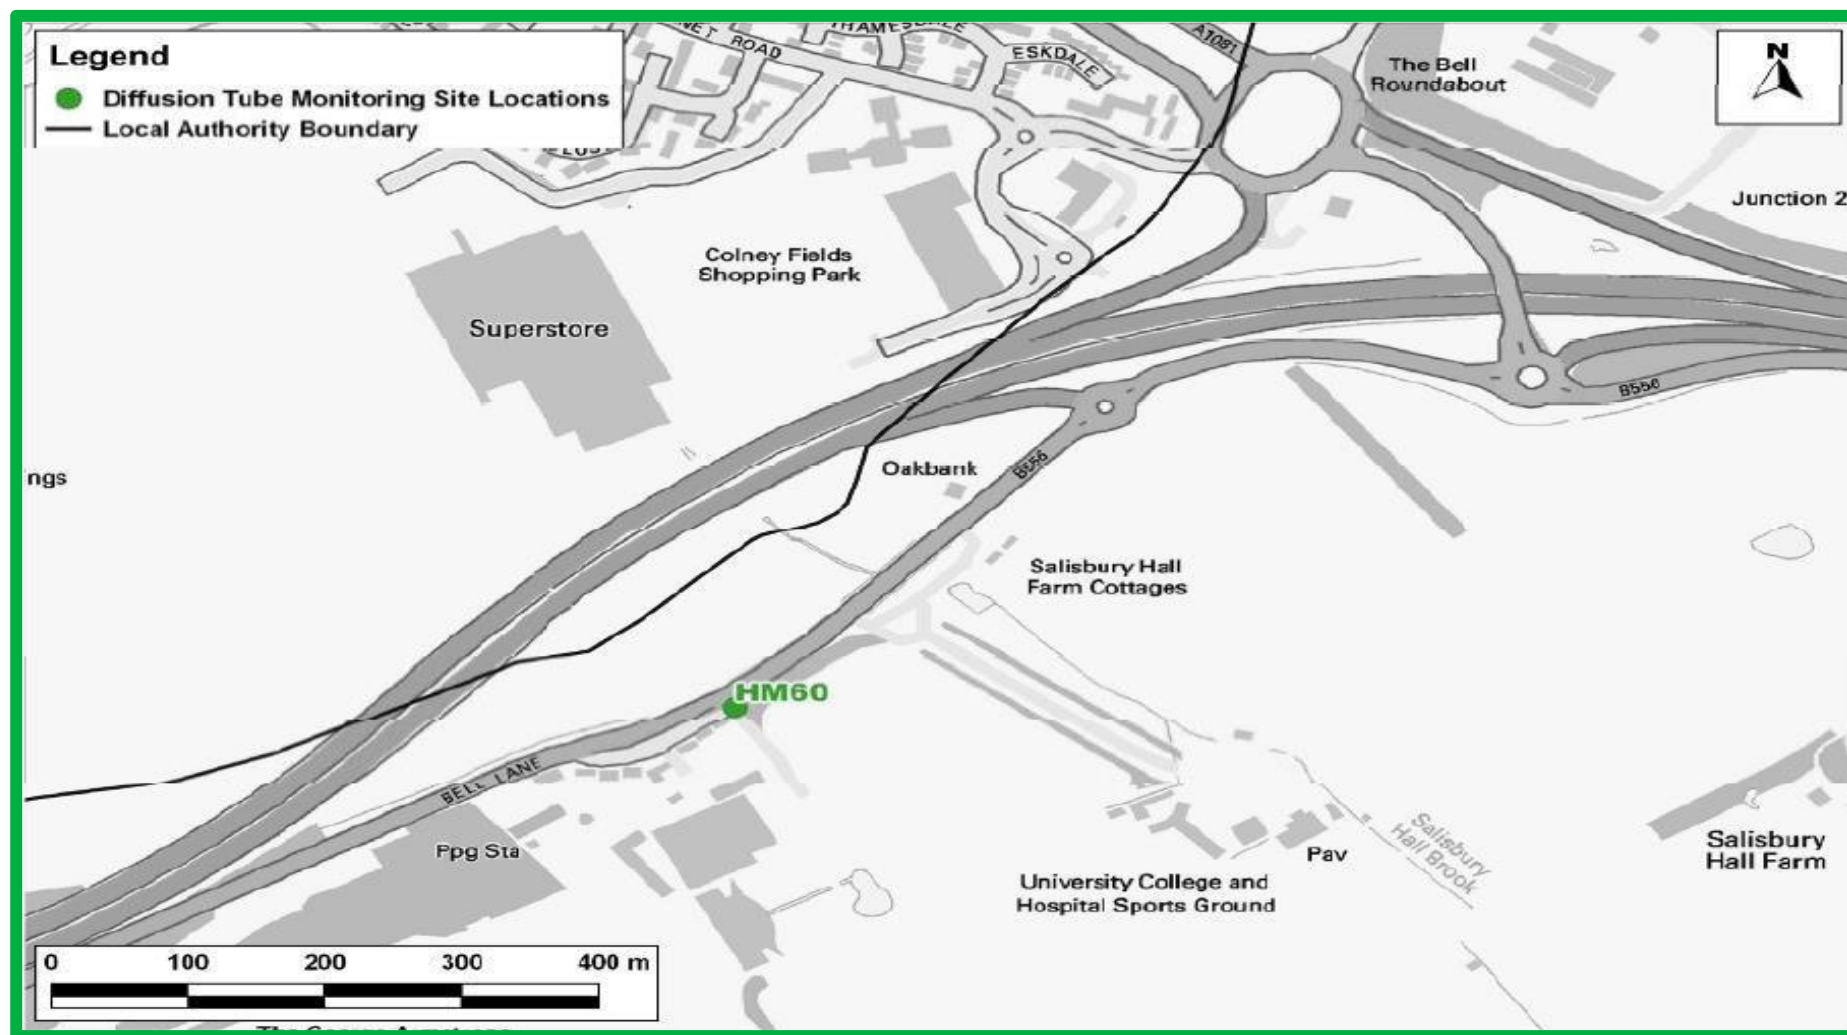 Legend
Diffusion Tube Monitoring Site Locations
Local Authority Boundary
NET ROAD
THAMESDALE
ESKDALE
A1081
The Bell
Roundabout
N
Junction 2
Colney Fields
Shopping Park
Superstore
B556
ngs
Oakbank
B556
Salisbury Hall
Farm Cottages
HM60
BELL LANE
Ppg Sta
Pav
Salisbury
Hall Brook
Salisbury
Hall Farm
University College and
Hospital Sports Ground
0 100 200 300 400 m